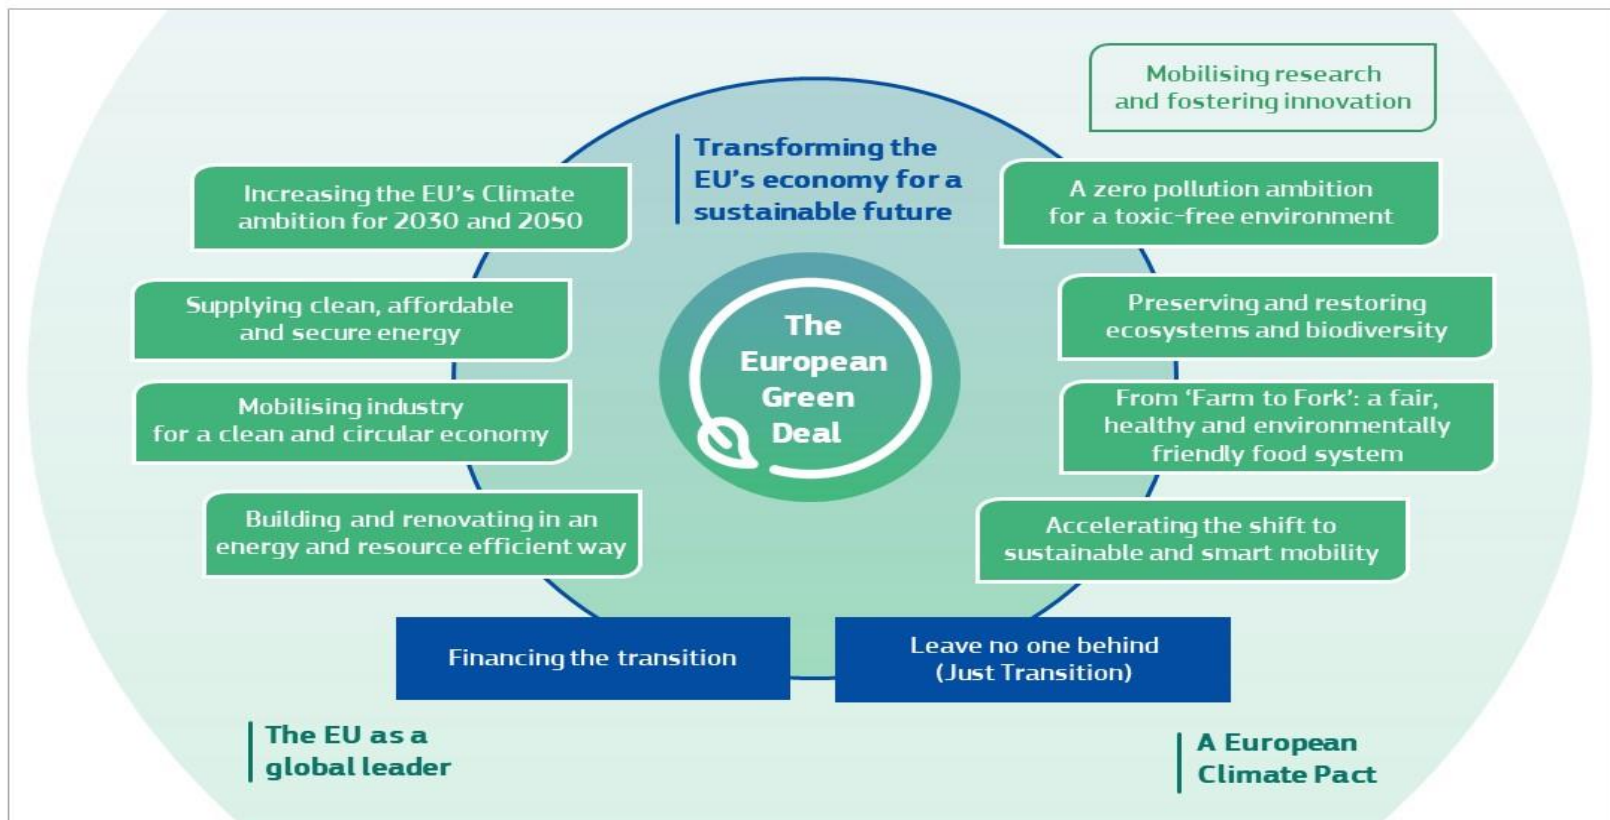 Mobilising research
and fostering innovation
Transforming the
EU's economy for a
sustainable future
Increasing the EU's Climate
ambition for 2030 and 2050
A zero pollution ambition
for a toxic-free environment
Supplying clean, affordable
and secure energy
The
European
Green
Deal
Preserving and restoring
ecosystems and biodiversity
Mobilising industry
for a clean and circular economy
From ‘Farm to Fork’: a fair,
healthy and environmentally
friendly food system
Building and renovating in an
energy and resource efficient way
Accelerating the shift to
sustainable and smart mobility
Financing the transition
Leave no one behind
(Just Transition)
The EU as a
global leader
A European
Climate Pact